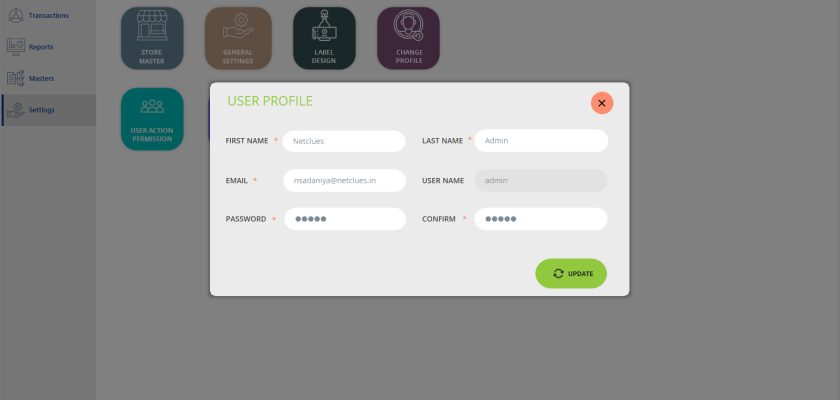 Transactions
Reports
Masters
Settings
STORE
MASTER
GENERAL
SETTINGS
LABEL
DESIGN
CHANGE
PROFILE
USER ACTION
PERMISSION
USER PROFILE
FIRST NAME * Netclues
LAST NAME * Admin
EMAIL * nsadaniya@netclues.in
USER NAME admin
PASSWORD * ●●●●●
CONFIRM * ●●●●●
UPDATE